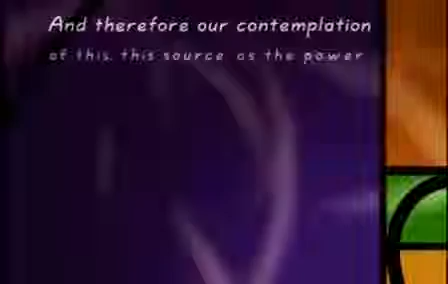 And therefore our contemplation
of this, this source as the power